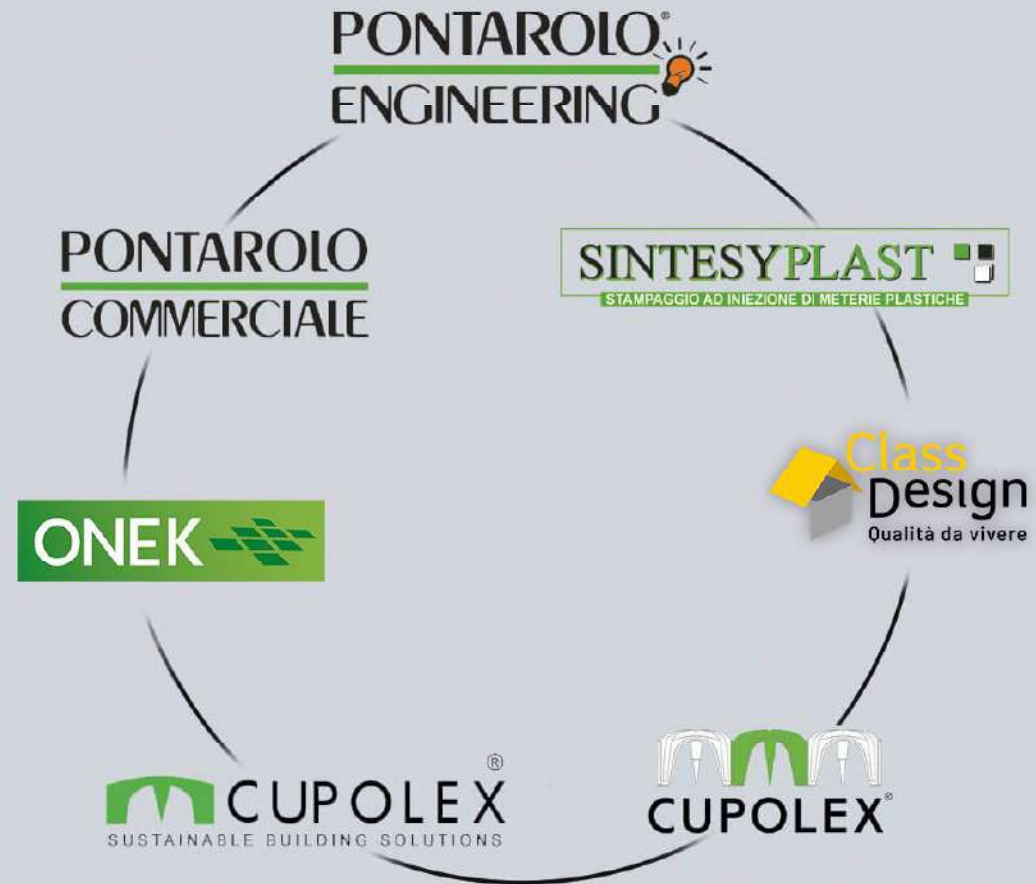 PONTAROLO®
ENGINEERING
PONTAROLO
COMMERCIALE
SINTESYPLAST
STAMPAGGIO AD INIEZIONE DI METERIE PLASTICHE
Class
Design
Qualità da vivere
ONEK
CUPOLEX®
SUSTAINABLE BUILDING SOLUTIONS
CUPOLEX®